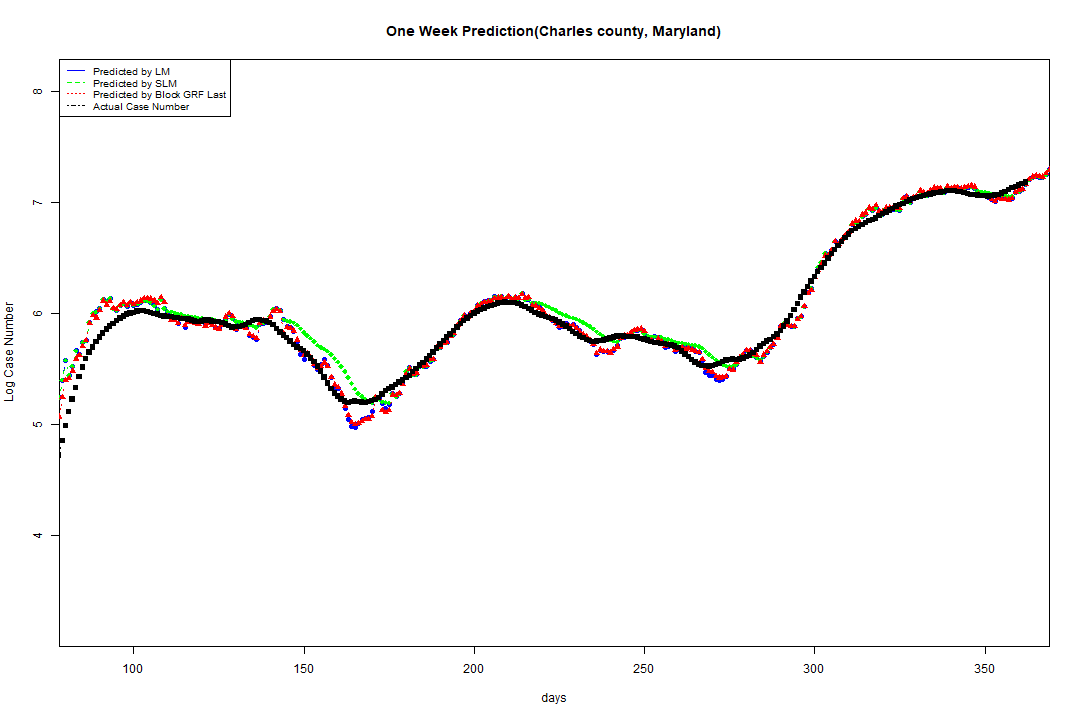 One Week Prediction(Charles county, Maryland)
Predicted by LM
Predicted by SLM
Predicted by Block GRF Last
Actual Case Number
8
7
6
5
4
Log Case Number
100 150 200 250 300 350
days